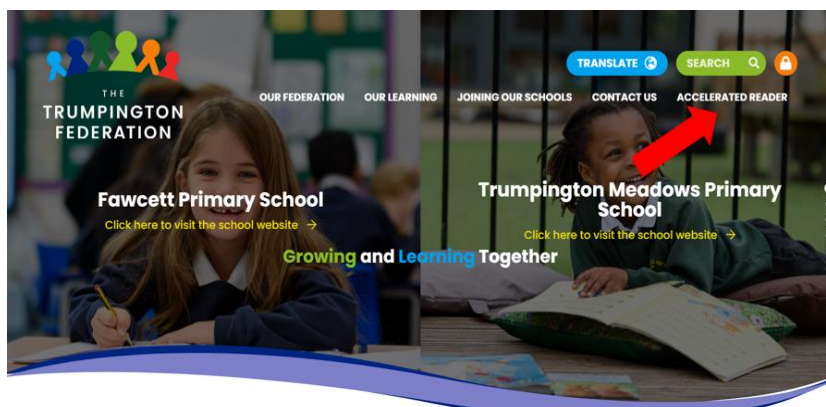 THE
TRUMPINGTON
FEDERATION
TRANSLATE
SEARCH
OUR FEDERATION
OUR LEARNING
JOINING OUR SCHOOLS
CONTACT US
ACCELERATED READER
Fawcett Primary School
Click here to visit the school website →
Trumpington Meadows Primary
School
Click here to visit the school website →
Growing and Learning Together